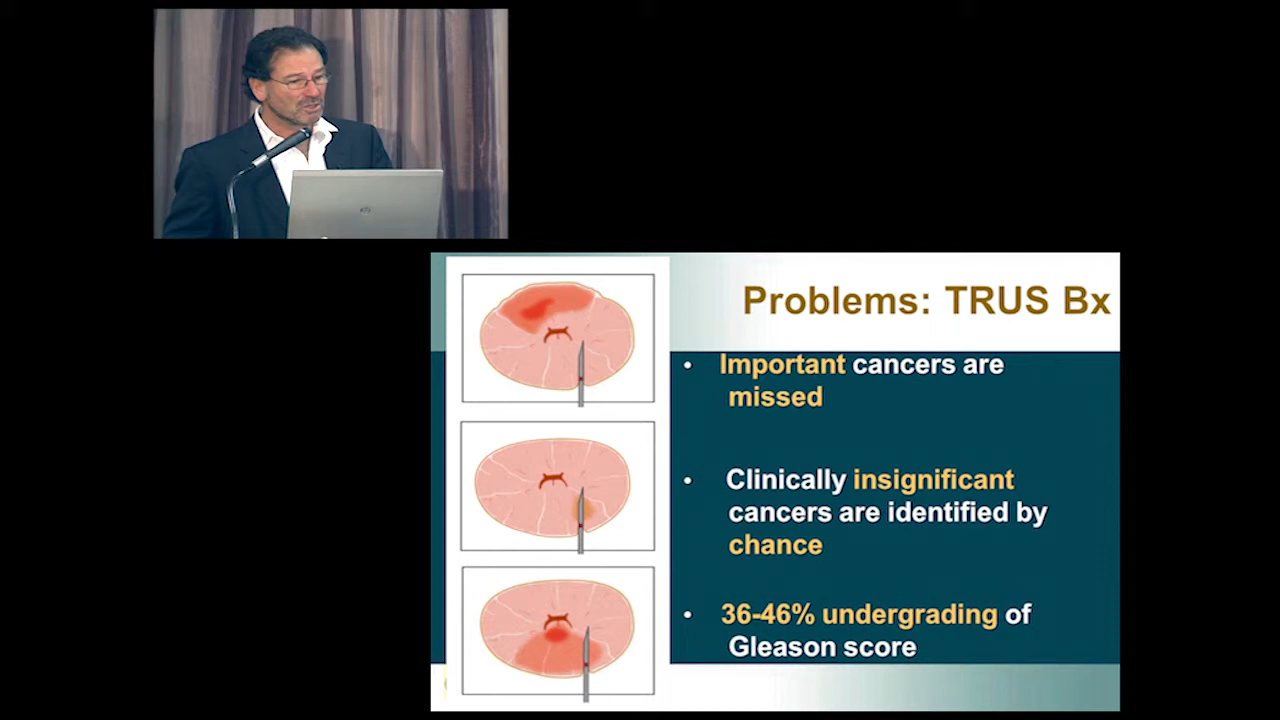 Problems: TRUS Bx
• Important cancers are
missed
• Clinically insignificant
cancers are identified by
chance
• 36-46% undergrading of
Gleason score
hp